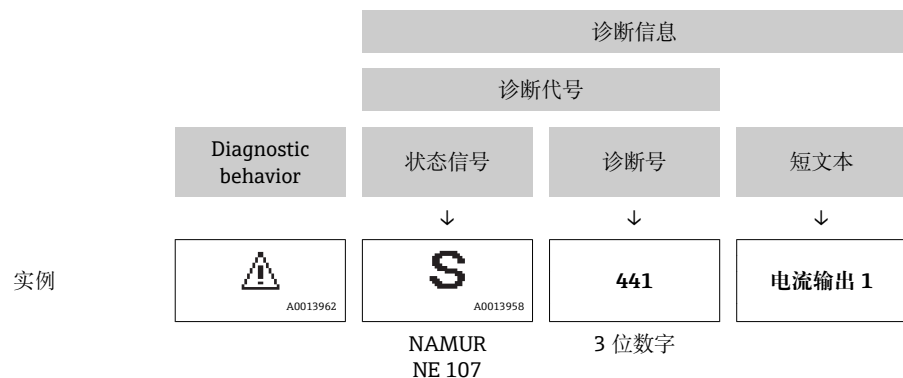 诊断信息
诊断代号
Diagnostic
behavior
状态信号
诊断号
短文本
↓ ↓ ↓
实例
A0013962
S
A0013958
441
电流输出 1
NAMUR
NE 107
3 位数字